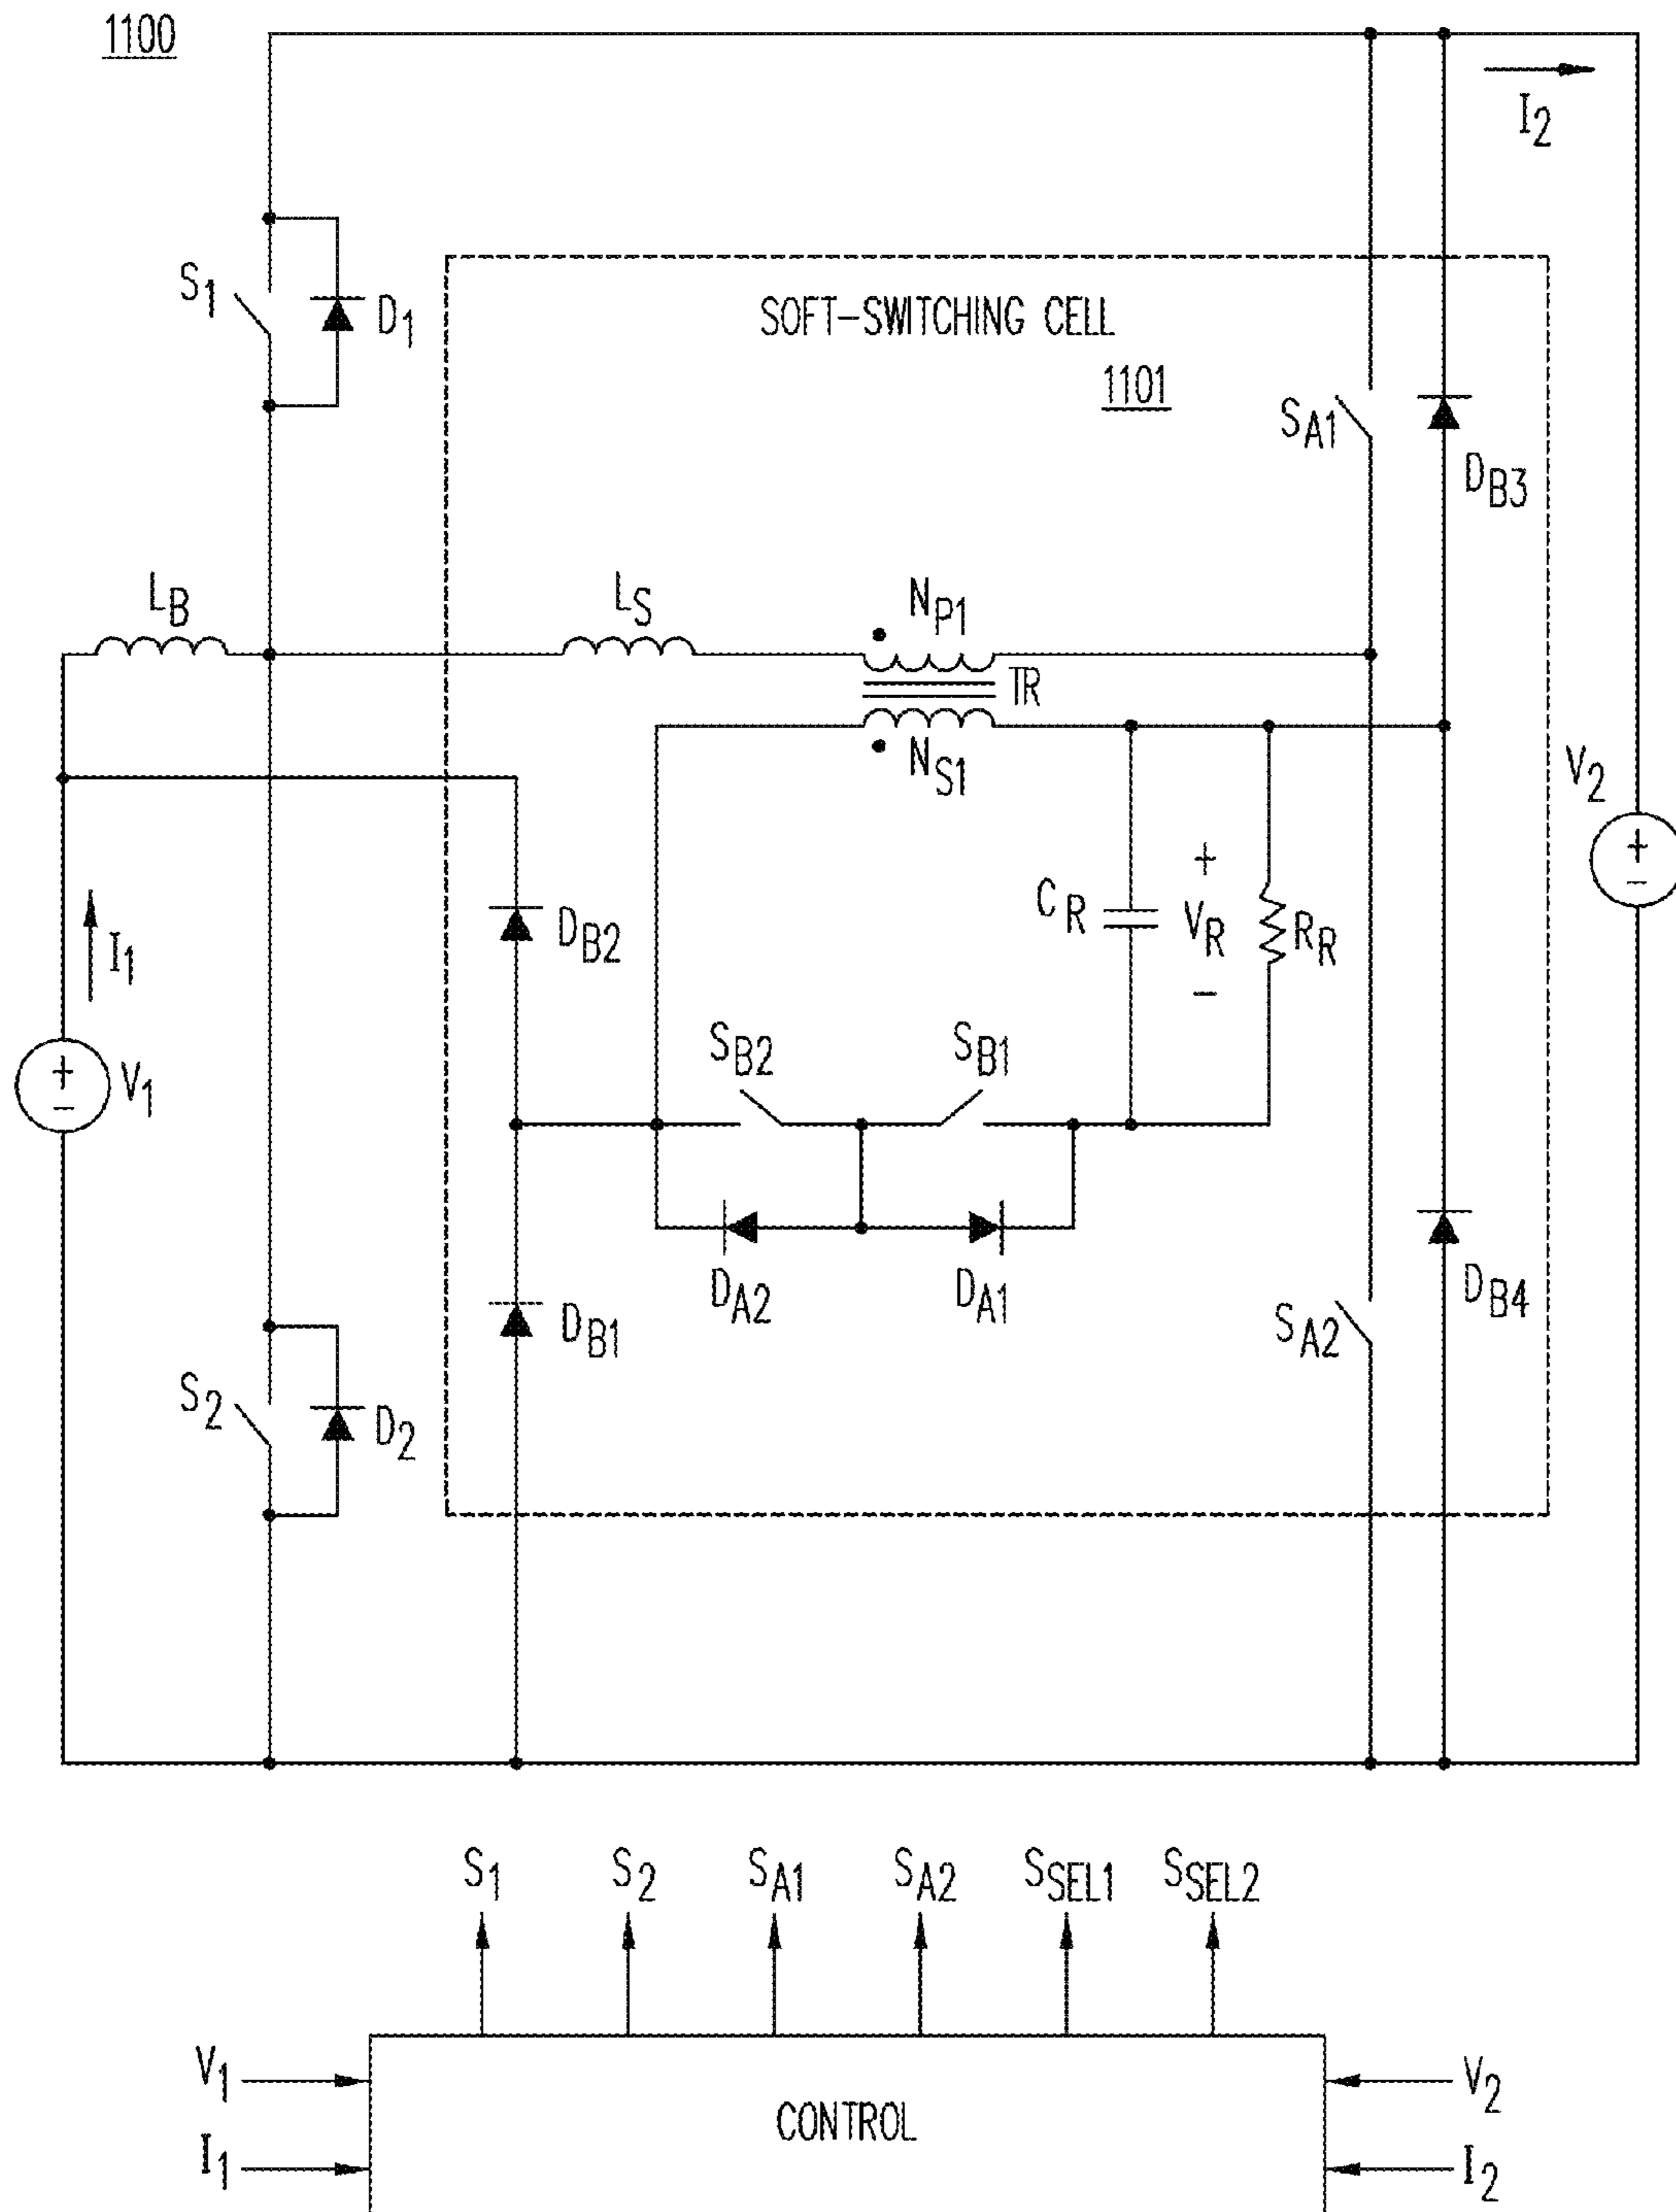 1100
I2
S1
D1
SOFT-SWITCHING CELL
1101
SA1
DB3
LB
LS
NP1
TR
NS1
V2
+
−
CR
+
VR
−
RR
DB2
I1
SB2
SB1
+
−
V1
DB1
DA2
DA1
SA2
DB4
S2
D2
S1 S2 SA1 SA2 SSEL1 SSEL2
V1
V2
CONTROL
I1
I2